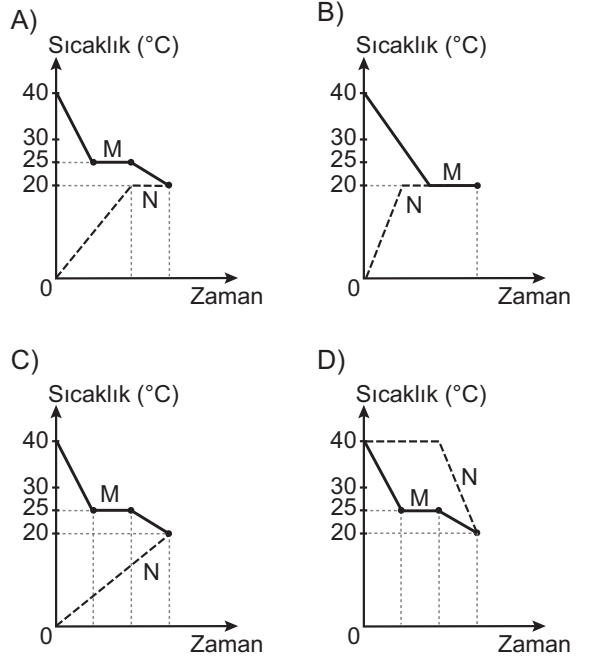 A)
Sıcaklık (°C)
40
30
25
20
0
M
N
Zaman
B)
Sıcaklık (°C)
40
30
25
20
0
M
N
Zaman
C)
Sıcaklık (°C)
40
30
25
20
0
M
N
Zaman
D)
Sıcaklık (°C)
40
30
25
20
0
N
M
Zaman